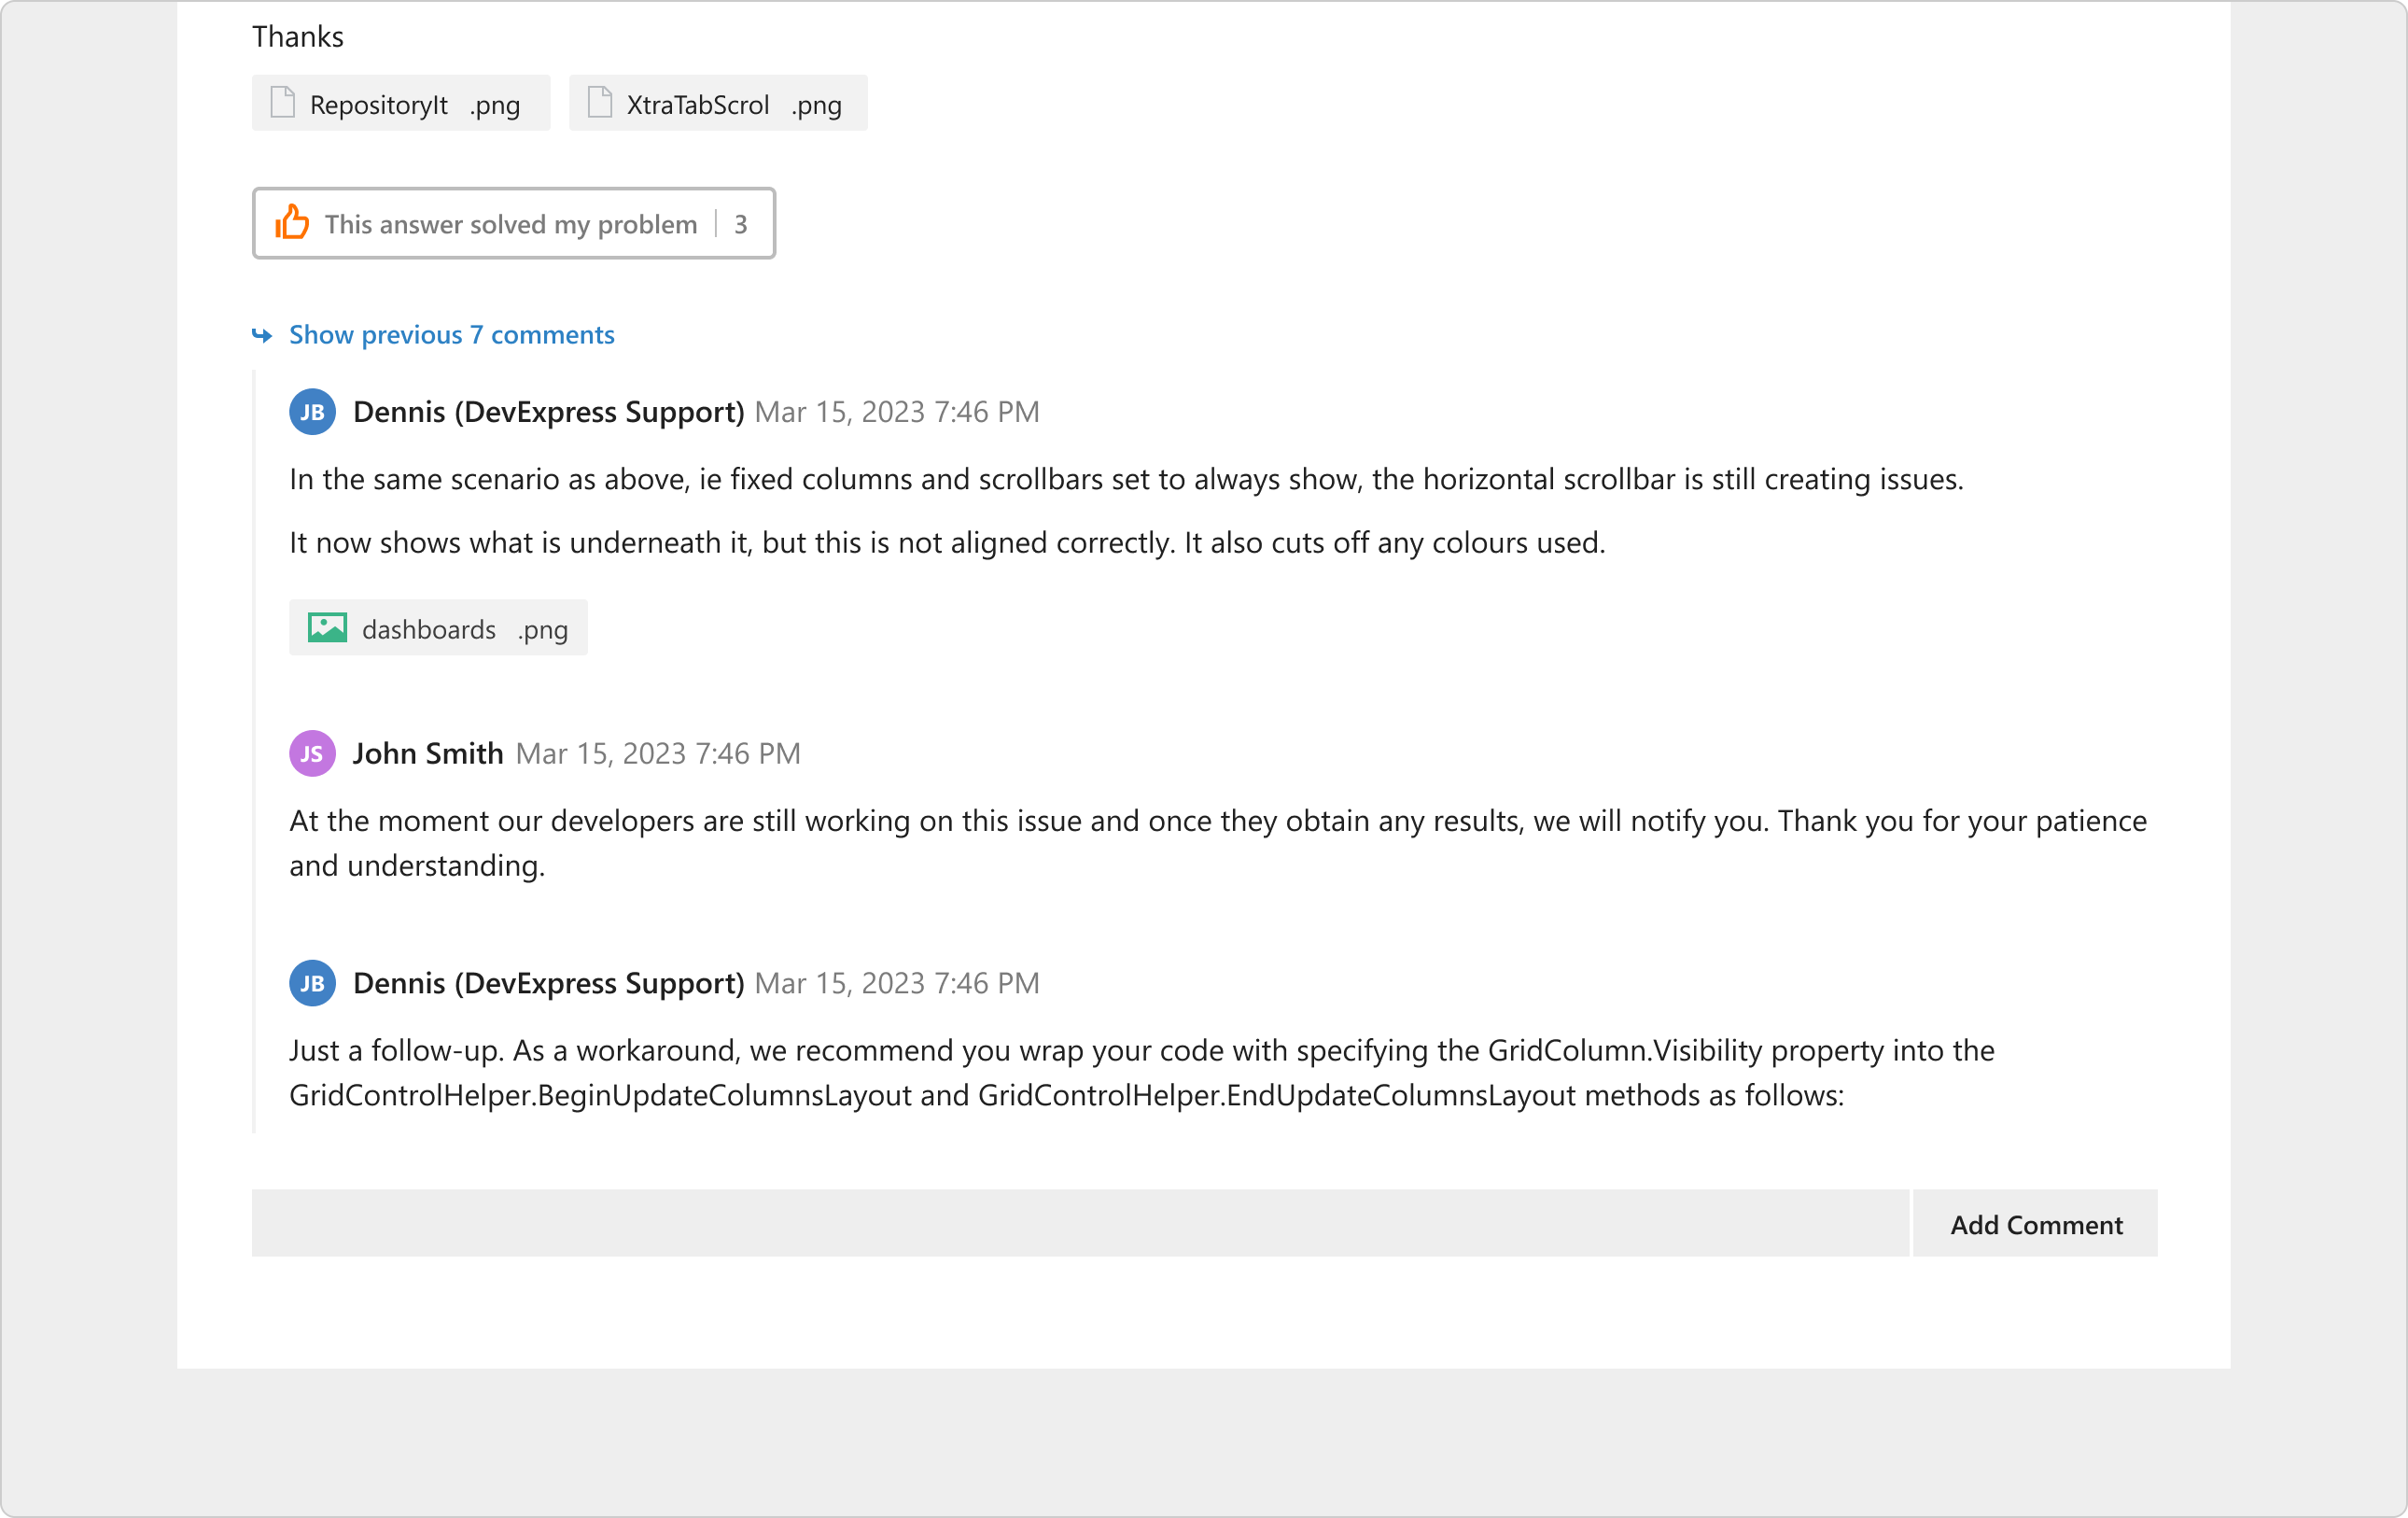 Thanks
RepositoryIt .png XtraTabScrol .png
This answer solved my problem 3
Show previous 7 comments
JB Dennis (DevExpress Support) Mar 15, 2023 7:46 PM
In the same scenario as above, ie fixed columns and scrollbars set to always show, the horizontal scrollbar is still creating issues.
It now shows what is underneath it, but this is not aligned correctly. It also cuts off any colours used.
dashboards .png
JS John Smith Mar 15, 2023 7:46 PM
At the moment our developers are still working on this issue and once they obtain any results, we will notify you. Thank you for your patience
and understanding.
JB Dennis (DevExpress Support) Mar 15, 2023 7:46 PM
Just a follow-up. As a workaround, we recommend you wrap your code with specifying the GridColumn.Visibility property into the
GridControlHelper.BeginUpdateColumnsLayout and GridControlHelper.EndUpdateColumnsLayout methods as follows:
Add Comment